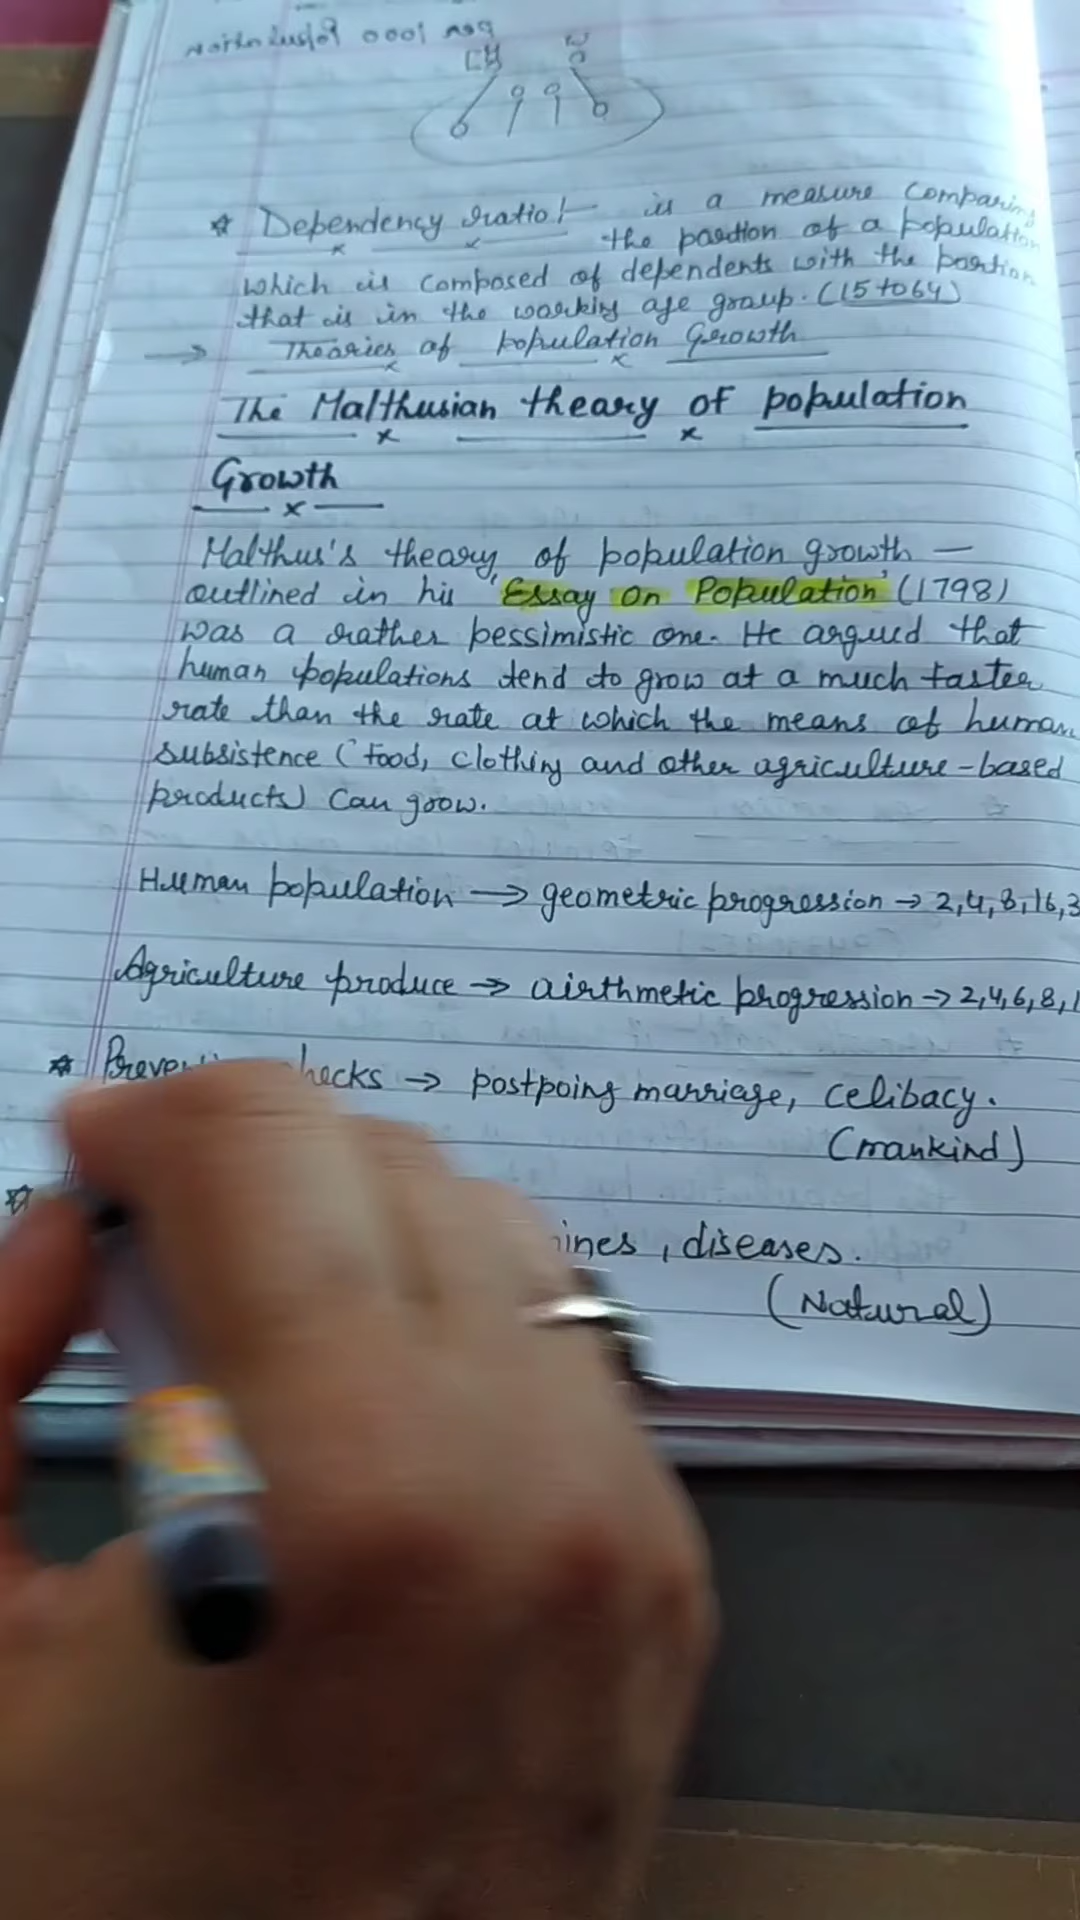 per 1000 Population
CH
* Dependency ratio!- is a measure Comparing
the portion of a population
which is composed of dependents with the portion
that is in the working age group. (15 to 64)
→ Theories of population Growth
The Malthusian theory of population
Growth
Malthus's theory of population growth —
outlined in his 'Essay on Population' (1798)
was a rather pessimistic one. He argued that
human populations tend to grow at a much faster
rate than the rate at which the means of human
subsistence (food, clothing and other agriculture-based
products) can grow.
Human population → geometric progression → 2,4,8,16,3
Agriculture produce → airthmetic progression → 2,4,6,8,1
* checks → postpoing marriage, celibacy.
(mankind)
, diseases.
(Natural)